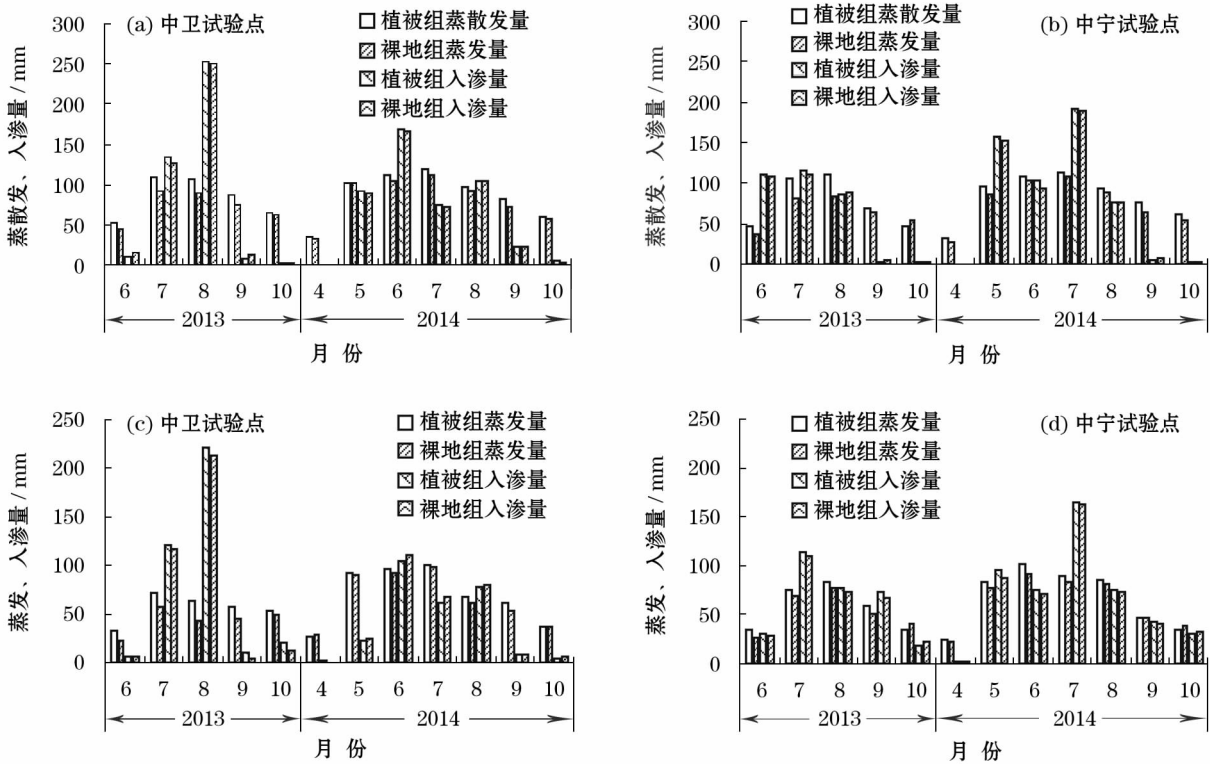 (a) 中卫试验点
蒸散发、入渗量/mm
300
250
200
150
100
50
0
植被组蒸散发量
裸地组蒸发量
植被组入渗量
裸地组入渗量
6 7 8 9 10 4 5 6 7 8 9 10
2013 2014
月 份
(b) 中宁试验点
蒸散发、入渗量/mm
300
250
200
150
100
50
0
植被组蒸散发量
裸地组蒸发量
植被组入渗量
裸地组入渗量
6 7 8 9 10 4 5 6 7 8 9 10
2013 2014
月 份
(c) 中卫试验点
蒸发、入渗量/mm
250
200
150
100
50
0
植被组蒸发量
裸地组蒸发量
植被组入渗量
裸地组入渗量
6 7 8 9 10 4 5 6 7 8 9 10
2013 2014
月 份
(d) 中宁试验点
蒸发、入渗量/mm
250
200
150
100
50
0
植被组蒸发量
裸地组蒸发量
植被组入渗量
裸地组入渗量
6 7 8 9 10 4 5 6 7 8 9 10
2013 2014
月 份